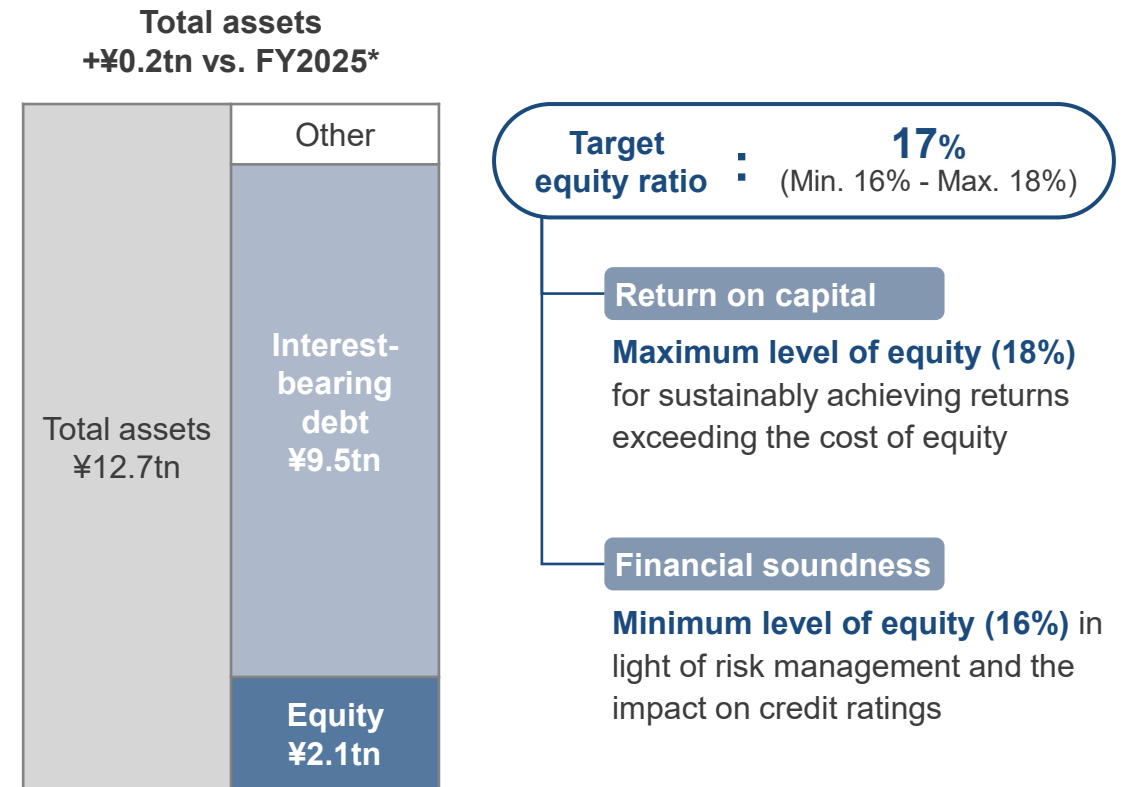 Total assets
+¥0.2tn vs. FY2025*
Total assets
¥12.7tn
Other
Interest-
bearing
debt
¥9.5tn
Equity
¥2.1tn
Target
equity ratio
:
17%
(Min. 16% - Max. 18%)
Return on capital
Maximum level of equity (18%)
for sustainably achieving returns
exceeding the cost of equity
Financial soundness
Minimum level of equity (16%) in
light of risk management and the
impact on credit ratings